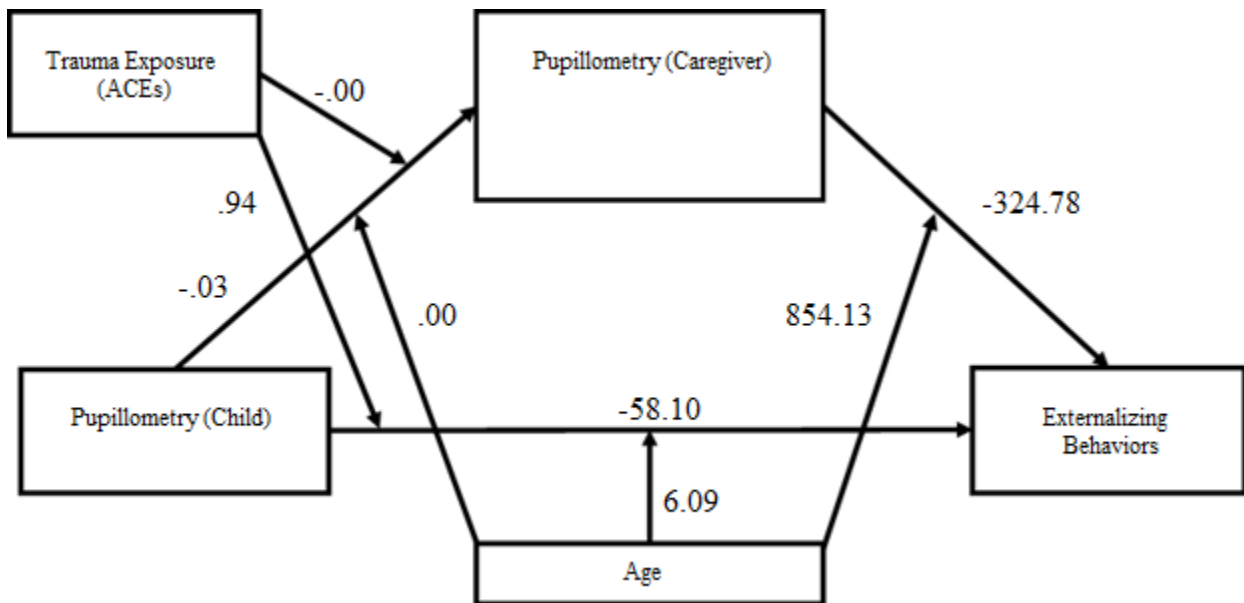 Trauma Exposure
(ACEs)
Pupillometry (Caregiver)
-.00
.94
-324.78
-.03
.00
854.13
Pupillometry (Child)
-58.10
Externalizing
Behaviors
6.09
Age